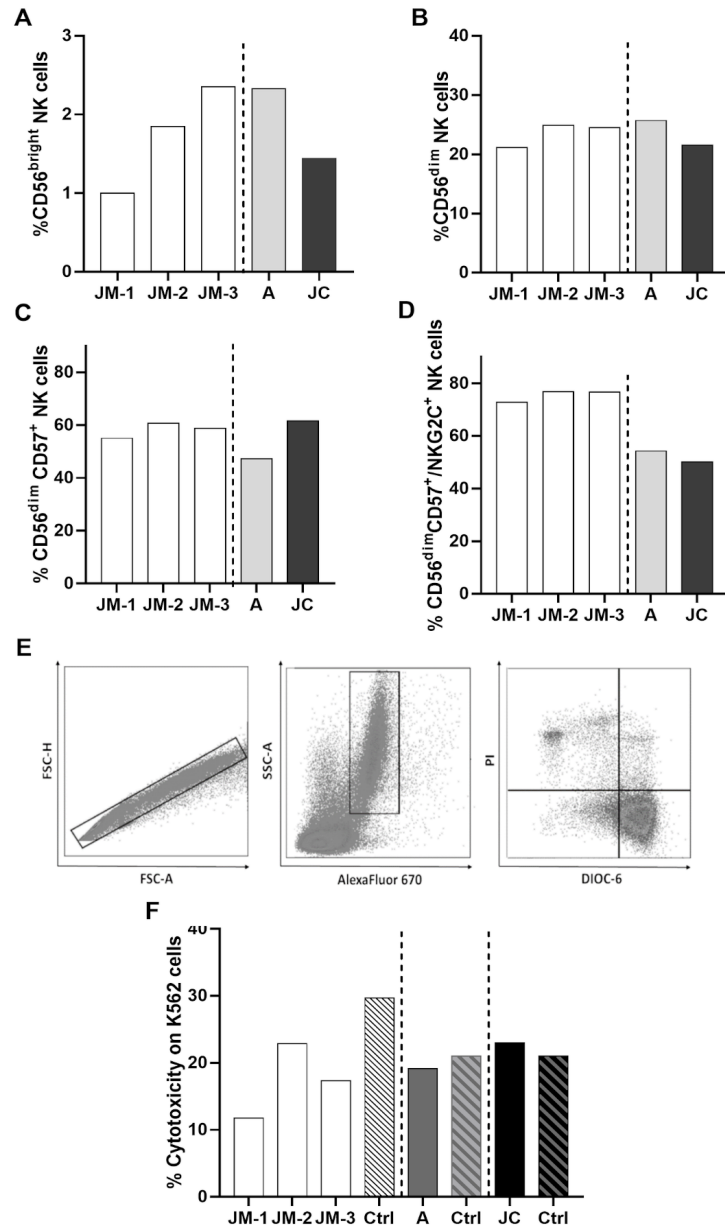 A
%CD56bright NK cells
3
2
1
0
JM-1 JM-2 JM-3 A JC
B
%CD56dim NK cells
40
30
20
10
0
JM-1 JM-2 JM-3 A JC
C
% CD56dim CD57+ NK cells
80
60
40
20
0
JM-1 JM-2 JM-3 A JC
D
% CD56dimCD57+/NKG2C+ NK cells
80
60
40
20
0
JM-1 JM-2 JM-3 A JC
E
FSC-H
FSC-A
SSC-A
AlexaFluor 670
PI
DIOC-6
F
% Cytotoxicity on K562 cells
40
30
20
10
0
JM-1 JM-2 JM-3 Ctrl A Ctrl JC Ctrl